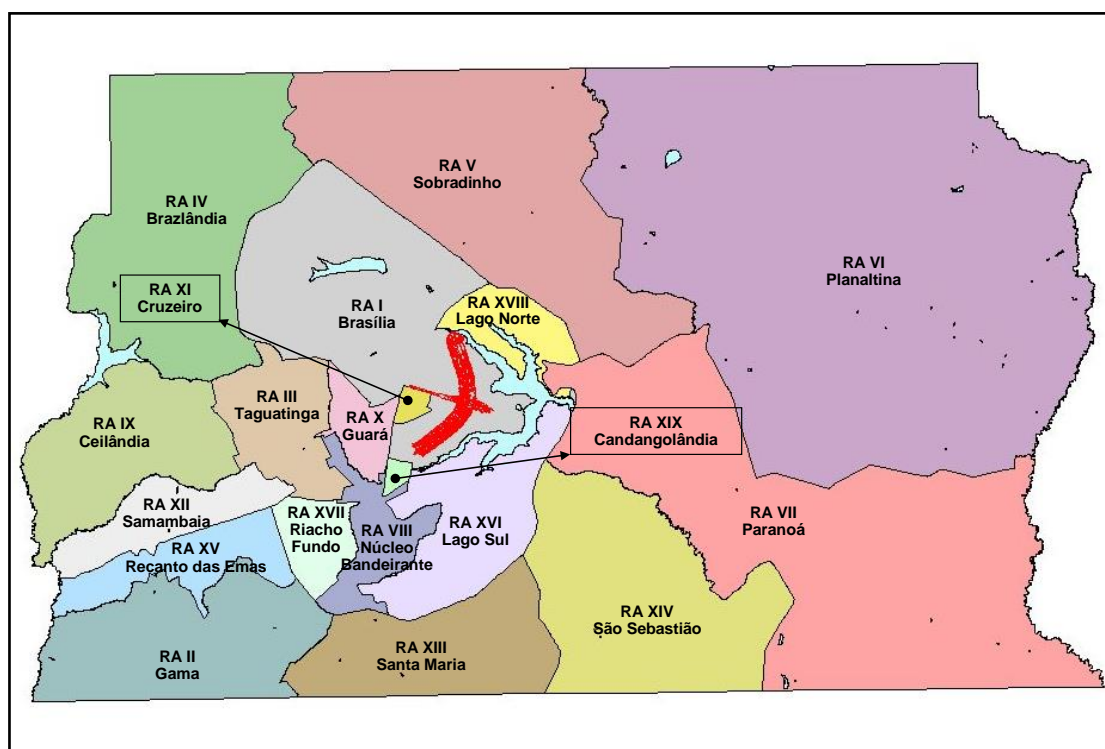 RA V
Sobradinho
RA IV
Brazlândia
RA VI
Planaltina
RA XI
Cruzeiro
RA I
Brasília
RA XVIII
Lago Norte
RA III
Taguatinga
RA X
Guará
RA IX
Ceilândia
RA XIX
Candangolândia
RA XII
Samambaia
RA XVII
Riacho
Fundo
RA VIII
Núcleo
Bandeirante
RA XVI
Lago Sul
RA VII
Paranoá
RA XV
Recanto das Emas
RA XIV
São Sebastião
RA XIII
Santa Maria
RA II
Gama